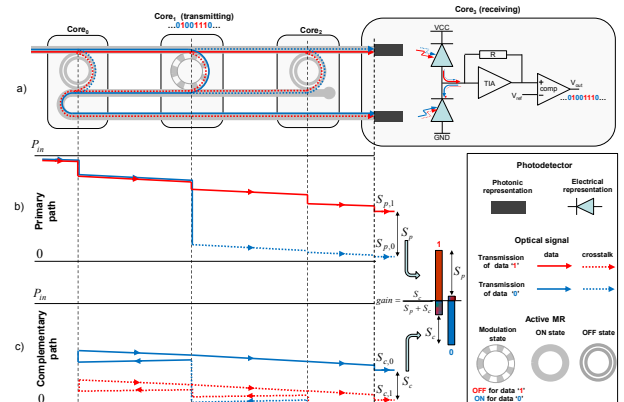 Core0
Core1 (transmitting)
...01001110...
Core2
Core3 (receiving)
VCC
R
TIA
+
comp
−
Vout
Vref
...01001110...
GND
a)
Pin
b)
Primary path
Sp,1
Sp
Sp,0
0
Pin
c)
Complementary path
Sc,0
Sc
Sc,1
0
1
Sp
gain = Sc / Sp + Sc
Sc
0
Photodetector
Photonic representation
Electrical representation
Optical signal
data
crosstalk
Transmission of data '1'
Transmission of data '0'
Active MR
Modulation state
ON state
OFF state
OFF for data '1'
ON for data '0'